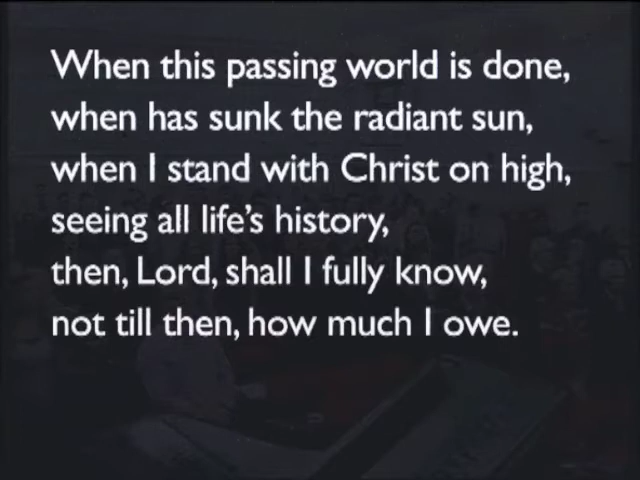 When this passing world is done,
when has sunk the radiant sun,
when I stand with Christ on high,
seeing all life's history,
then, Lord, shall I fully know,
not till then, how much I owe.